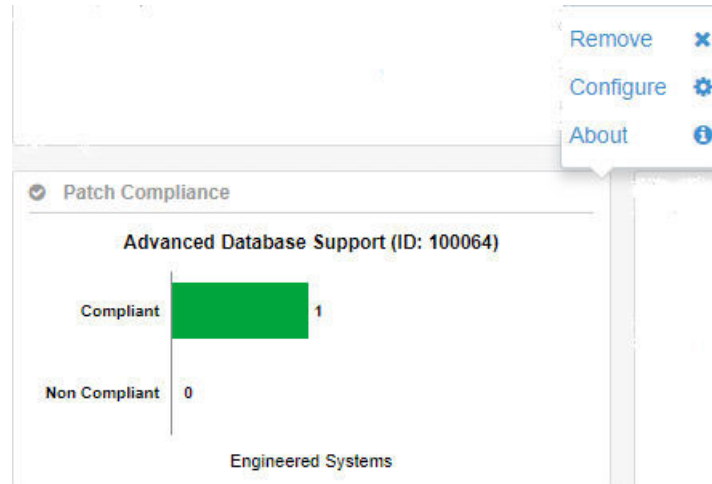 Remove
Configure
About
Patch Compliance
Advanced Database Support (ID: 100064)
Compliant 1
Non Compliant 0
Engineered Systems